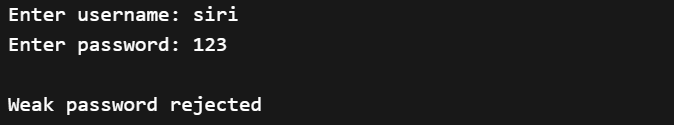 Enter username: siri
Enter password: 123
Weak password rejected